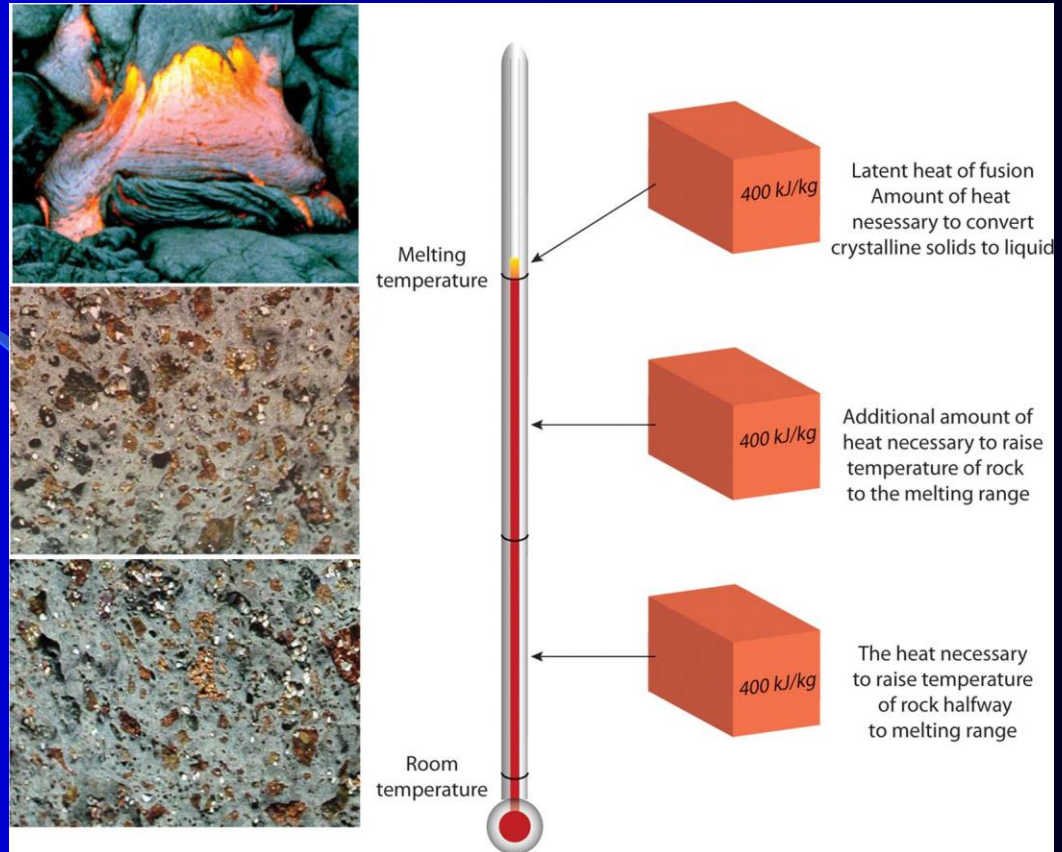 400 kJ/kg
Latent heat of fusion
Amount of heat
nesessary to convert
crystalline solids to liquid
Melting
temperature
400 kJ/kg
Additional amount of
heat necessary to raise
temperature of rock
to the melting range
400 kJ/kg
The heat necessary
to raise temperature
of rock halfway
to melting range
Room
temperature